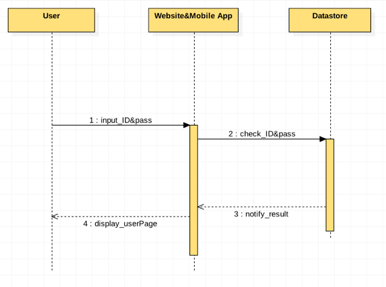 User
Website&Mobile App
Datastore
1 : input_ID&pass
2 : check_ID&pass
3 : notify_result
4 : display_userPage